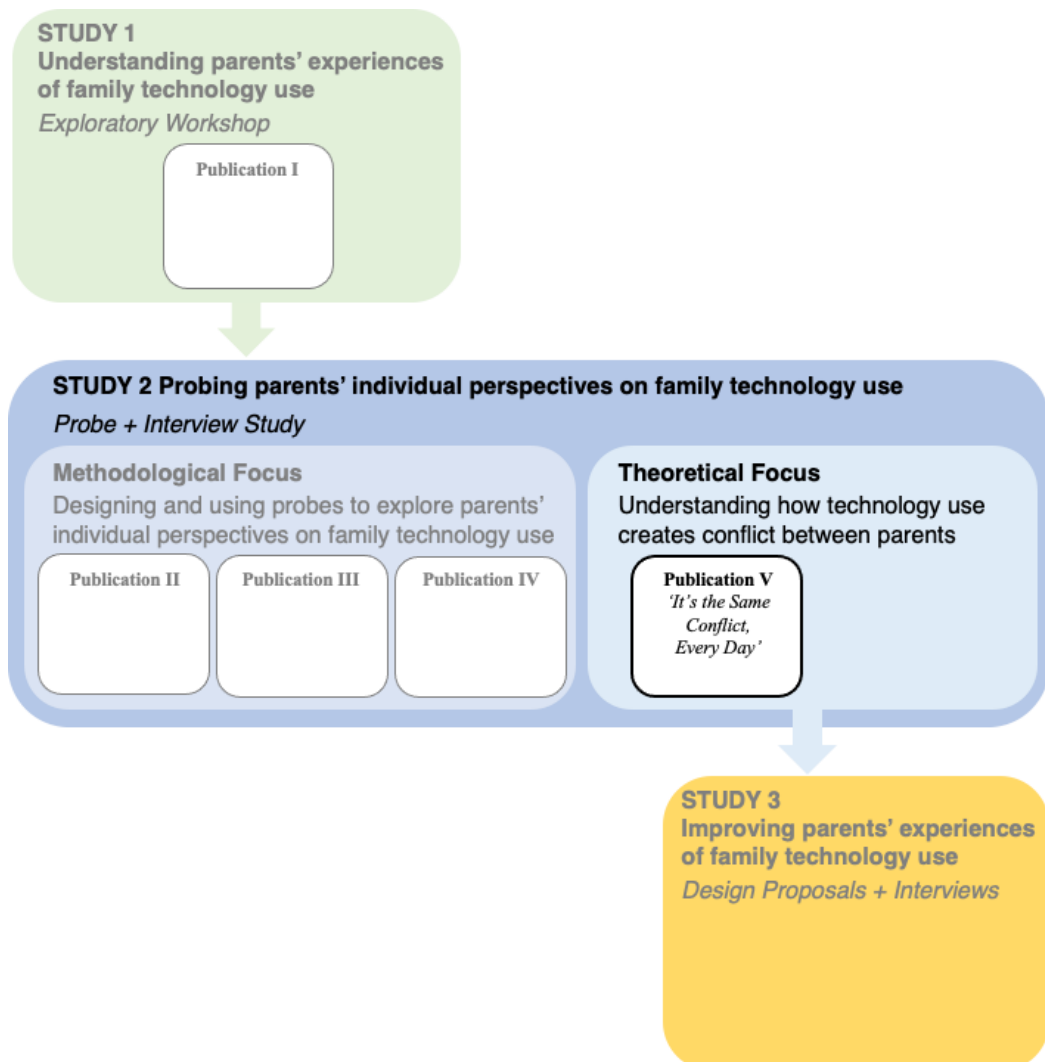 STUDY 1
Understanding parents’ experiences
of family technology use
Exploratory Workshop
Publication I
STUDY 2 Probing parents’ individual perspectives on family technology use
Probe + Interview Study
Methodological Focus
Designing and using probes to explore parents’
individual perspectives on family technology use
Publication II
Publication III
Publication IV
Theoretical Focus
Understanding how technology use
creates conflict between parents
Publication V
‘It’s the Same
Conflict,
Every Day’
STUDY 3
Improving parents’ experiences
of family technology use
Design Proposals + Interviews